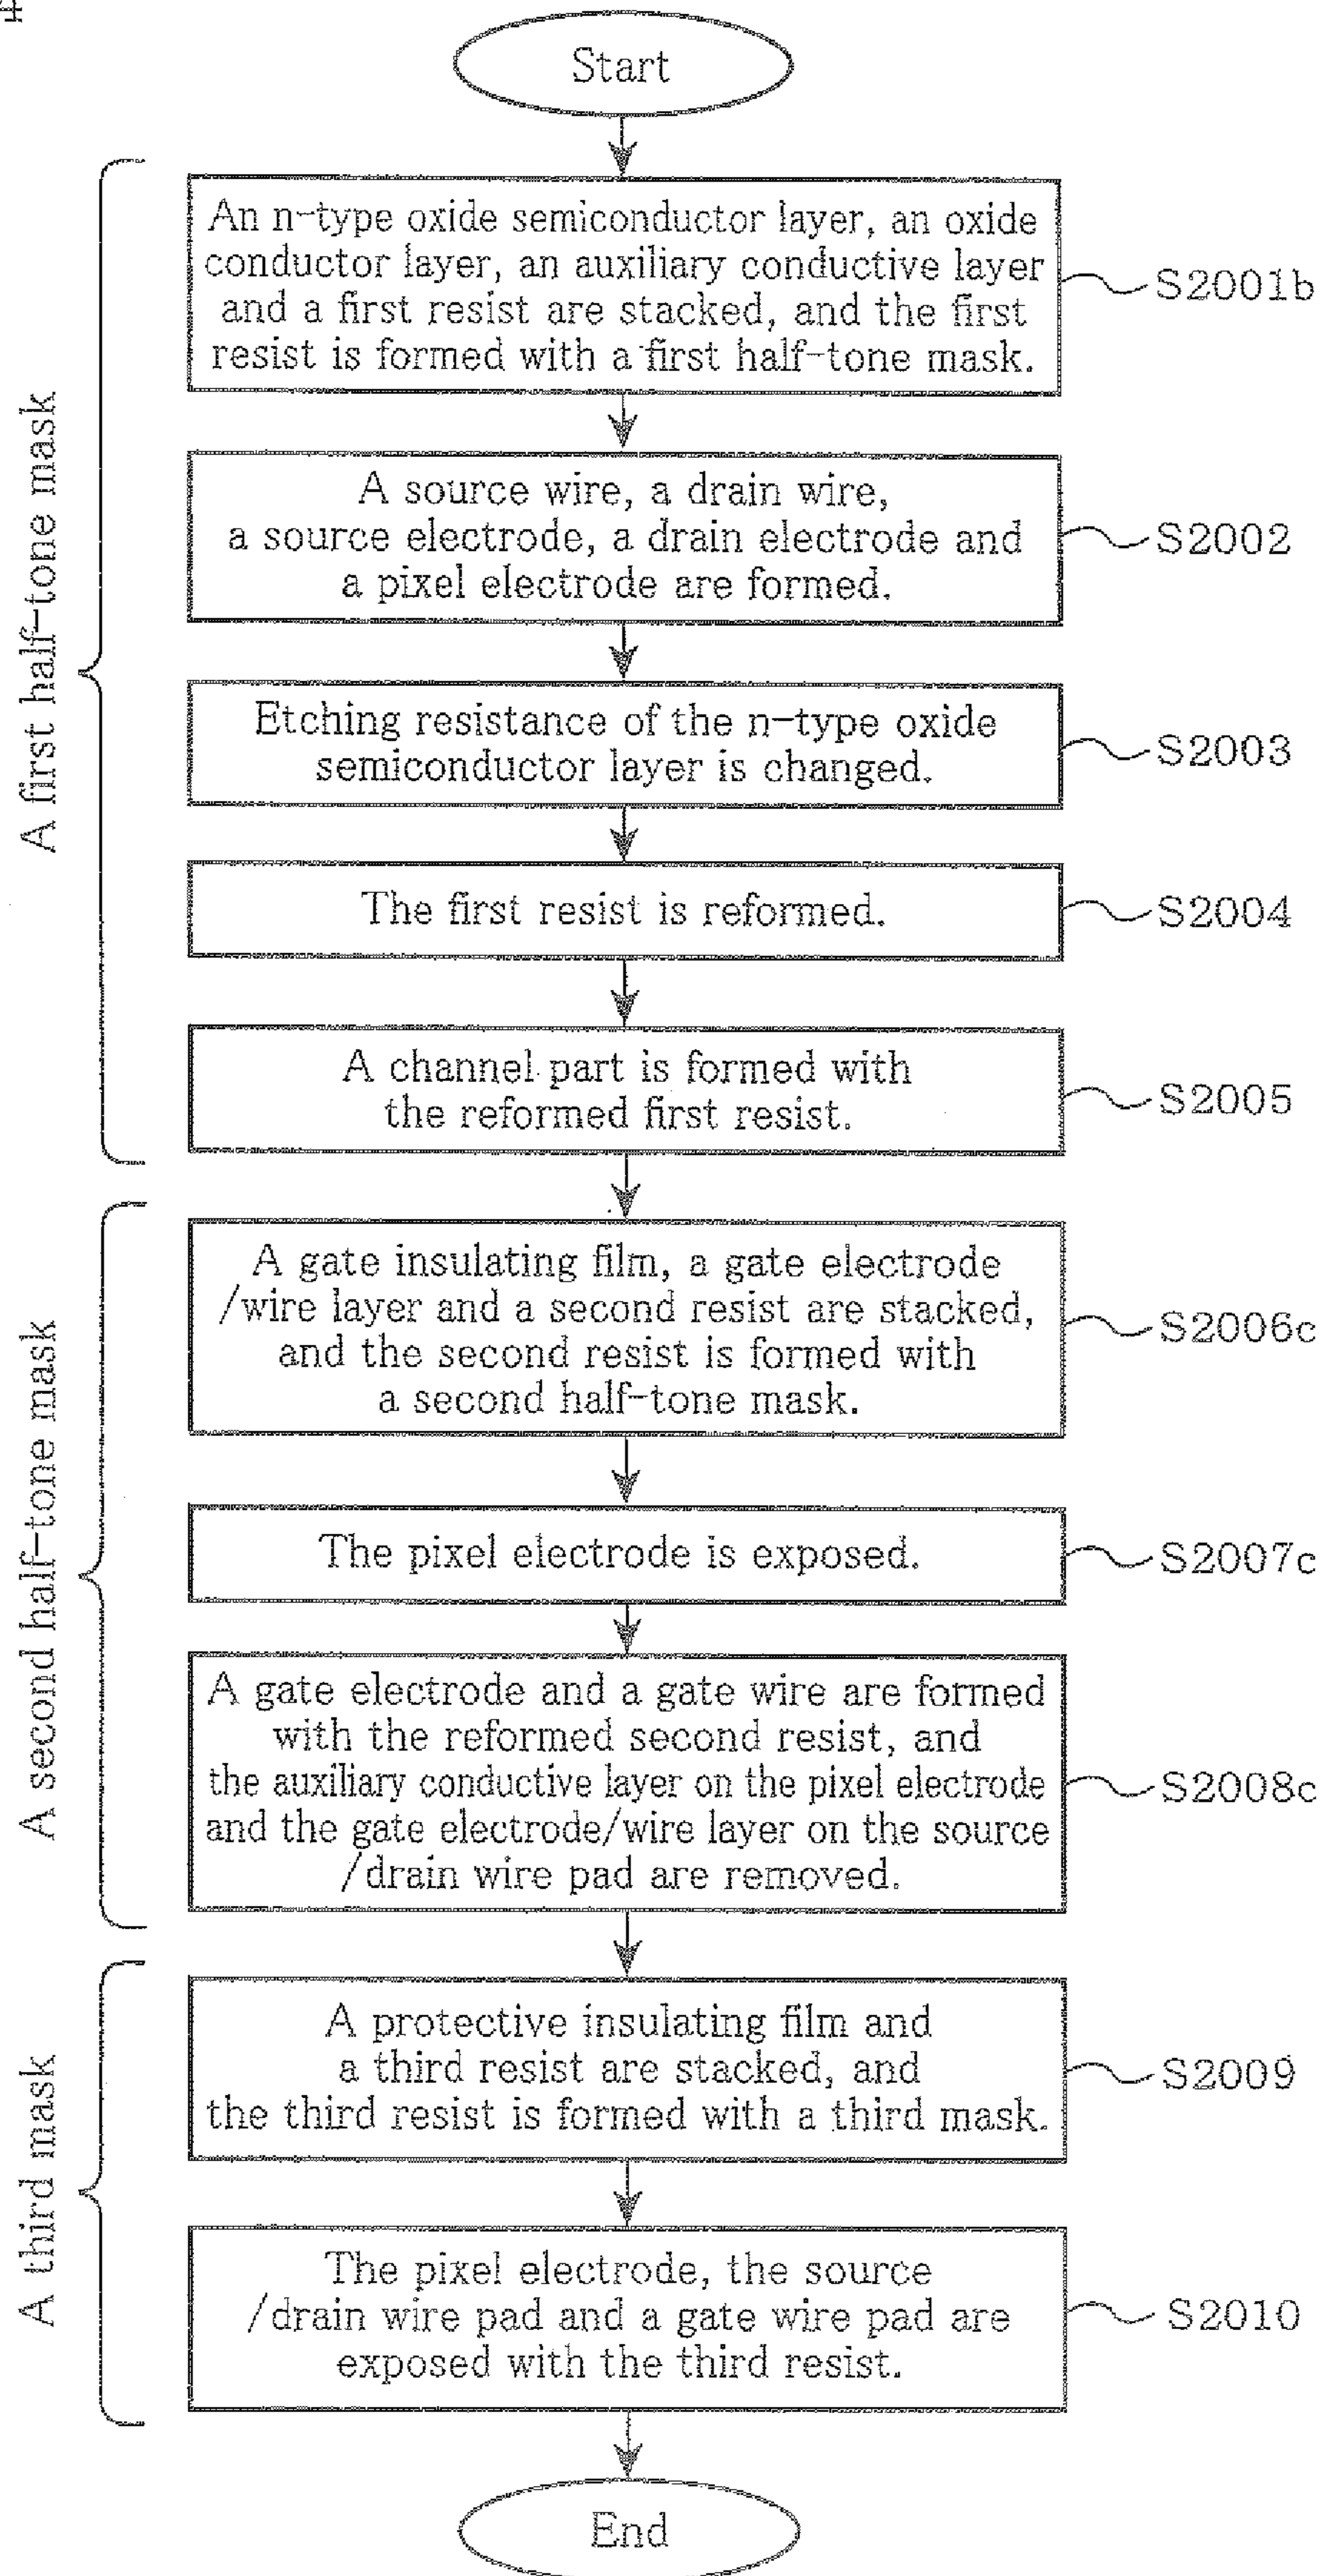 4
Start
A first half-tone mask
An n-type oxide semiconductor layer, an oxide
conductor layer, an auxiliary conductive layer
and a first resist are stacked, and the first
resist is formed with a first half-tone mask.
S2001b
A source wire, a drain wire,
a source electrode, a drain electrode and
a pixel electrode are formed.
S2002
Etching resistance of the n-type oxide
semiconductor layer is changed.
S2003
The first resist is reformed.
S2004
A channel part is formed with
the reformed first resist.
S2005
A second half-tone mask
A gate insulating film, a gate electrode
/wire layer and a second resist are stacked,
and the second resist is formed with
a second half-tone mask.
S2006c
The pixel electrode is exposed.
S2007c
A gate electrode and a gate wire are formed
with the reformed second resist, and
the auxiliary conductive layer on the pixel electrode
and the gate electrode/wire layer on the source
/drain wire pad are removed.
S2008c
A third mask
A protective insulating film and
a third resist are stacked, and
the third resist is formed with a third mask.
S2009
The pixel electrode, the source
/drain wire pad and a gate wire pad are
exposed with the third resist.
S2010
End